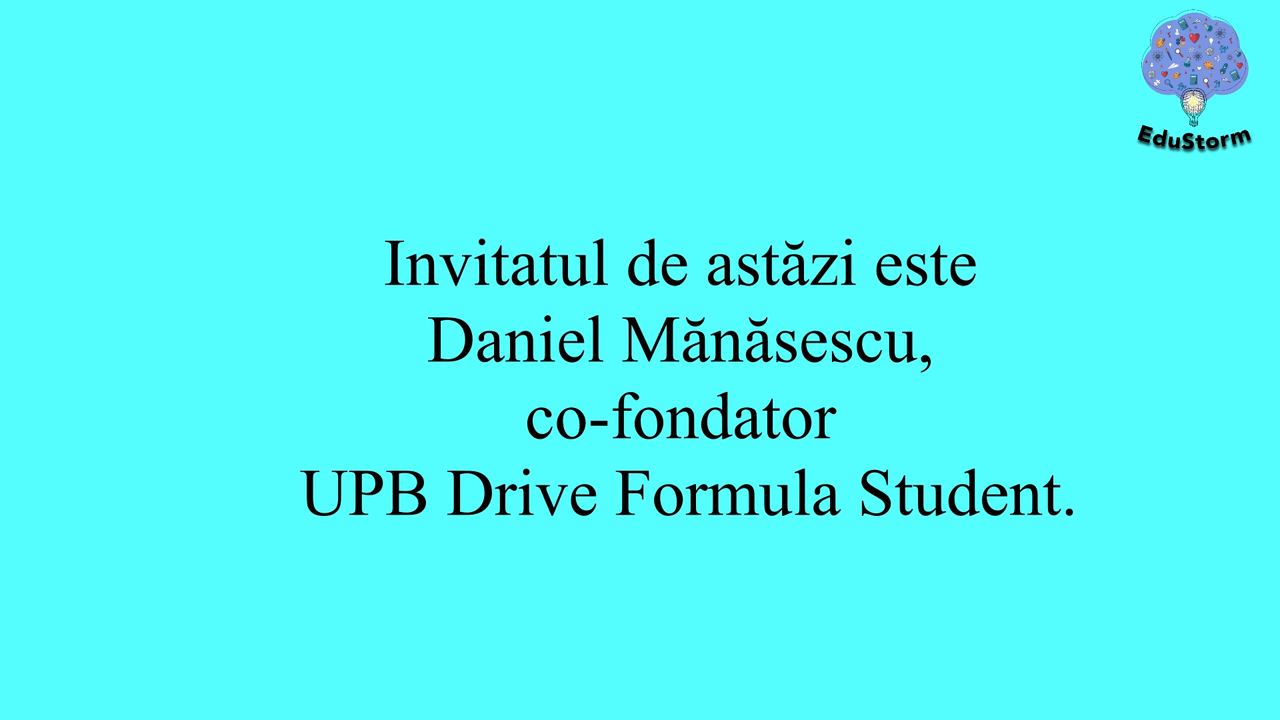 EduStorm
Invitatul de astăzi este
Daniel Mănăsescu,
co-fondator
UPB Drive Formula Student.